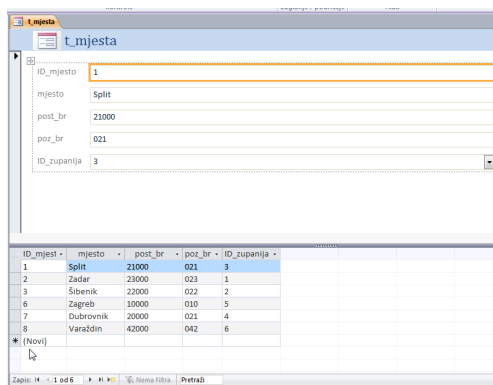 t_mjesta
t_mjesta
ID_mjesto 1
mjesto Split
post_br 21000
poz_br 021
ID_zupanija 3
ID_mjest mjesto post_br poz_br ID_zupanija
1 Split 21000 021 3
2 Zadar 23000 023 1
3 Šibenik 22000 022 2
6 Zagreb 10000 010 5
7 Dubrovnik 20000 021 4
8 Varaždin 42000 042 6
(Novi)
Zapis: 1 od 6 Nema filtra Pretraži